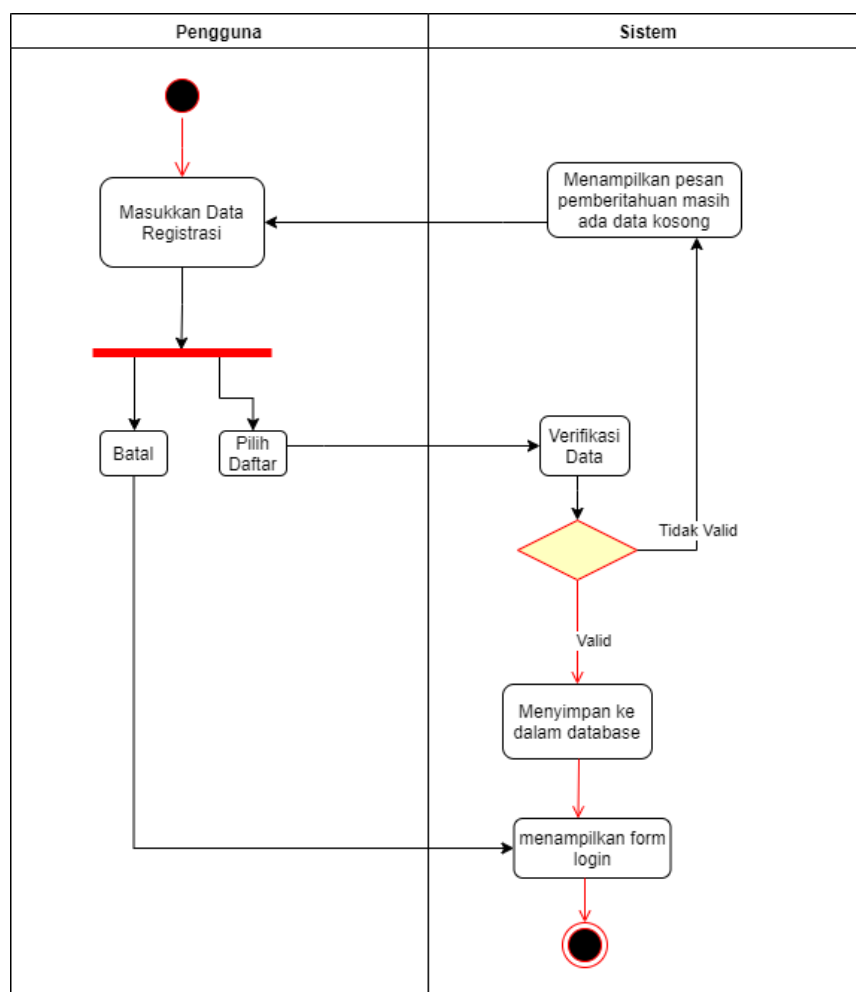 Pengguna
Sistem
Masukkan Data
Registrasi
Menampilkan pesan
pemberitahuan masih
ada data kosong
Batal
Pilih
Daftar
Verifikasi
Data
Tidak Valid
Valid
Menyimpan ke
dalam database
menampilkan form
login